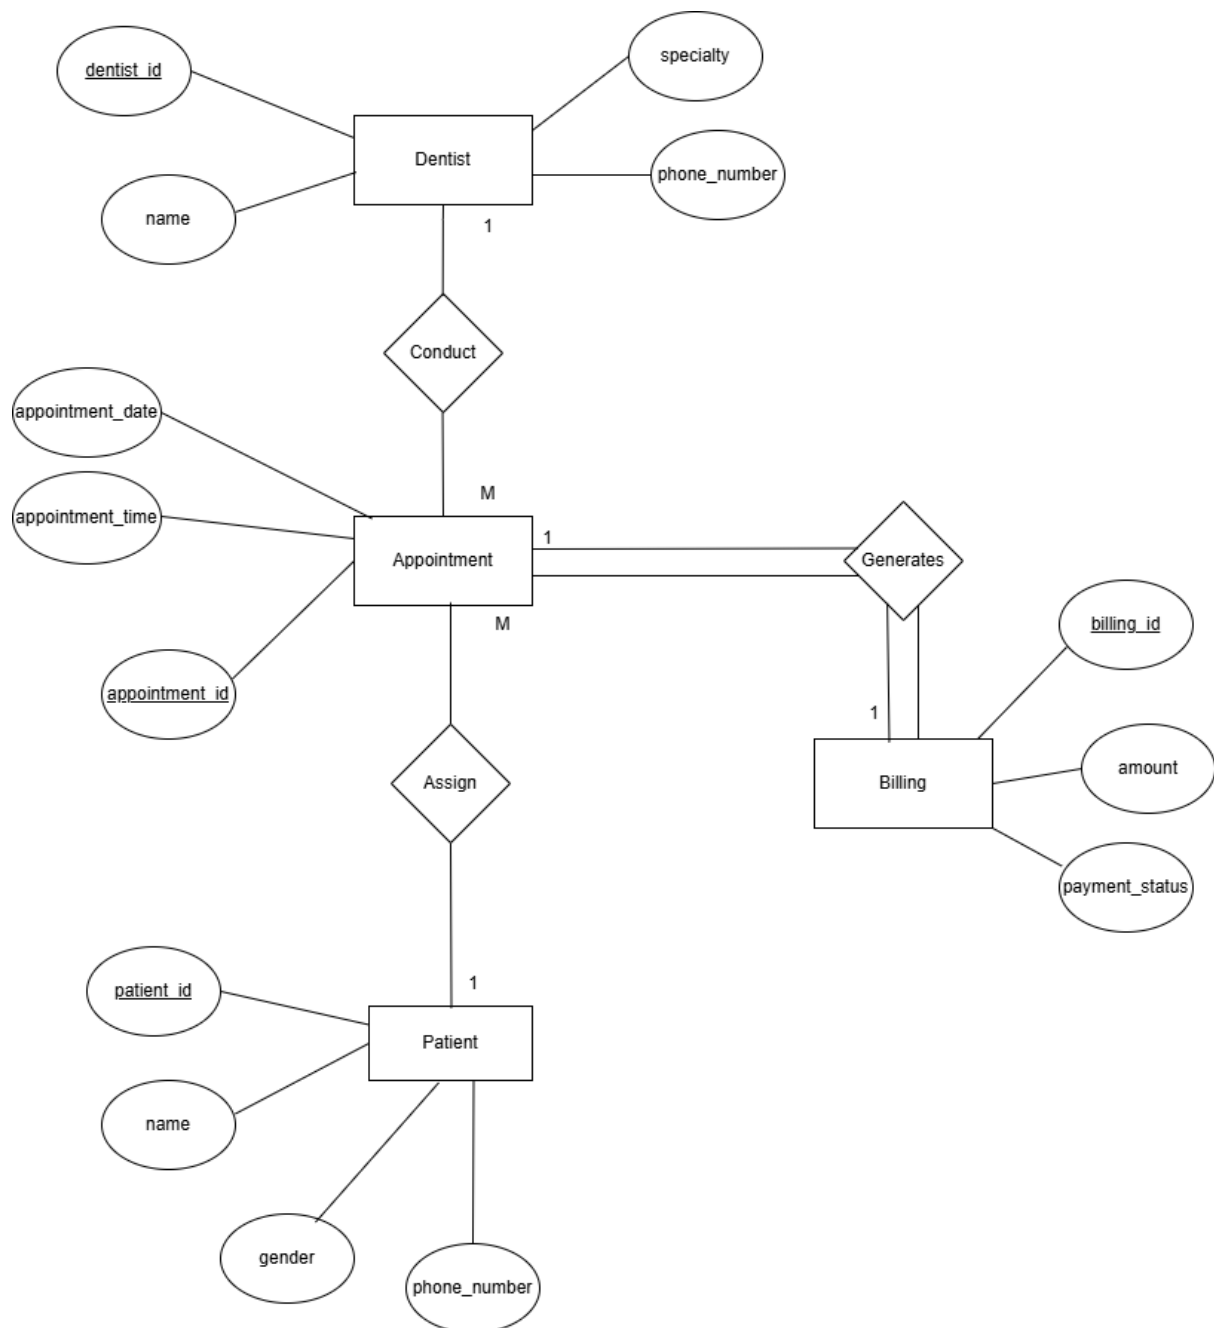 dentist_id
specialty
Dentist
phone_number
name
1
Conduct
appointment_date
M
appointment_time
1
Appointment
Generates
M
billing_id
appointment_id
1
Assign
Billing
amount
payment_status
1
patient_id
Patient
name
gender
phone_number